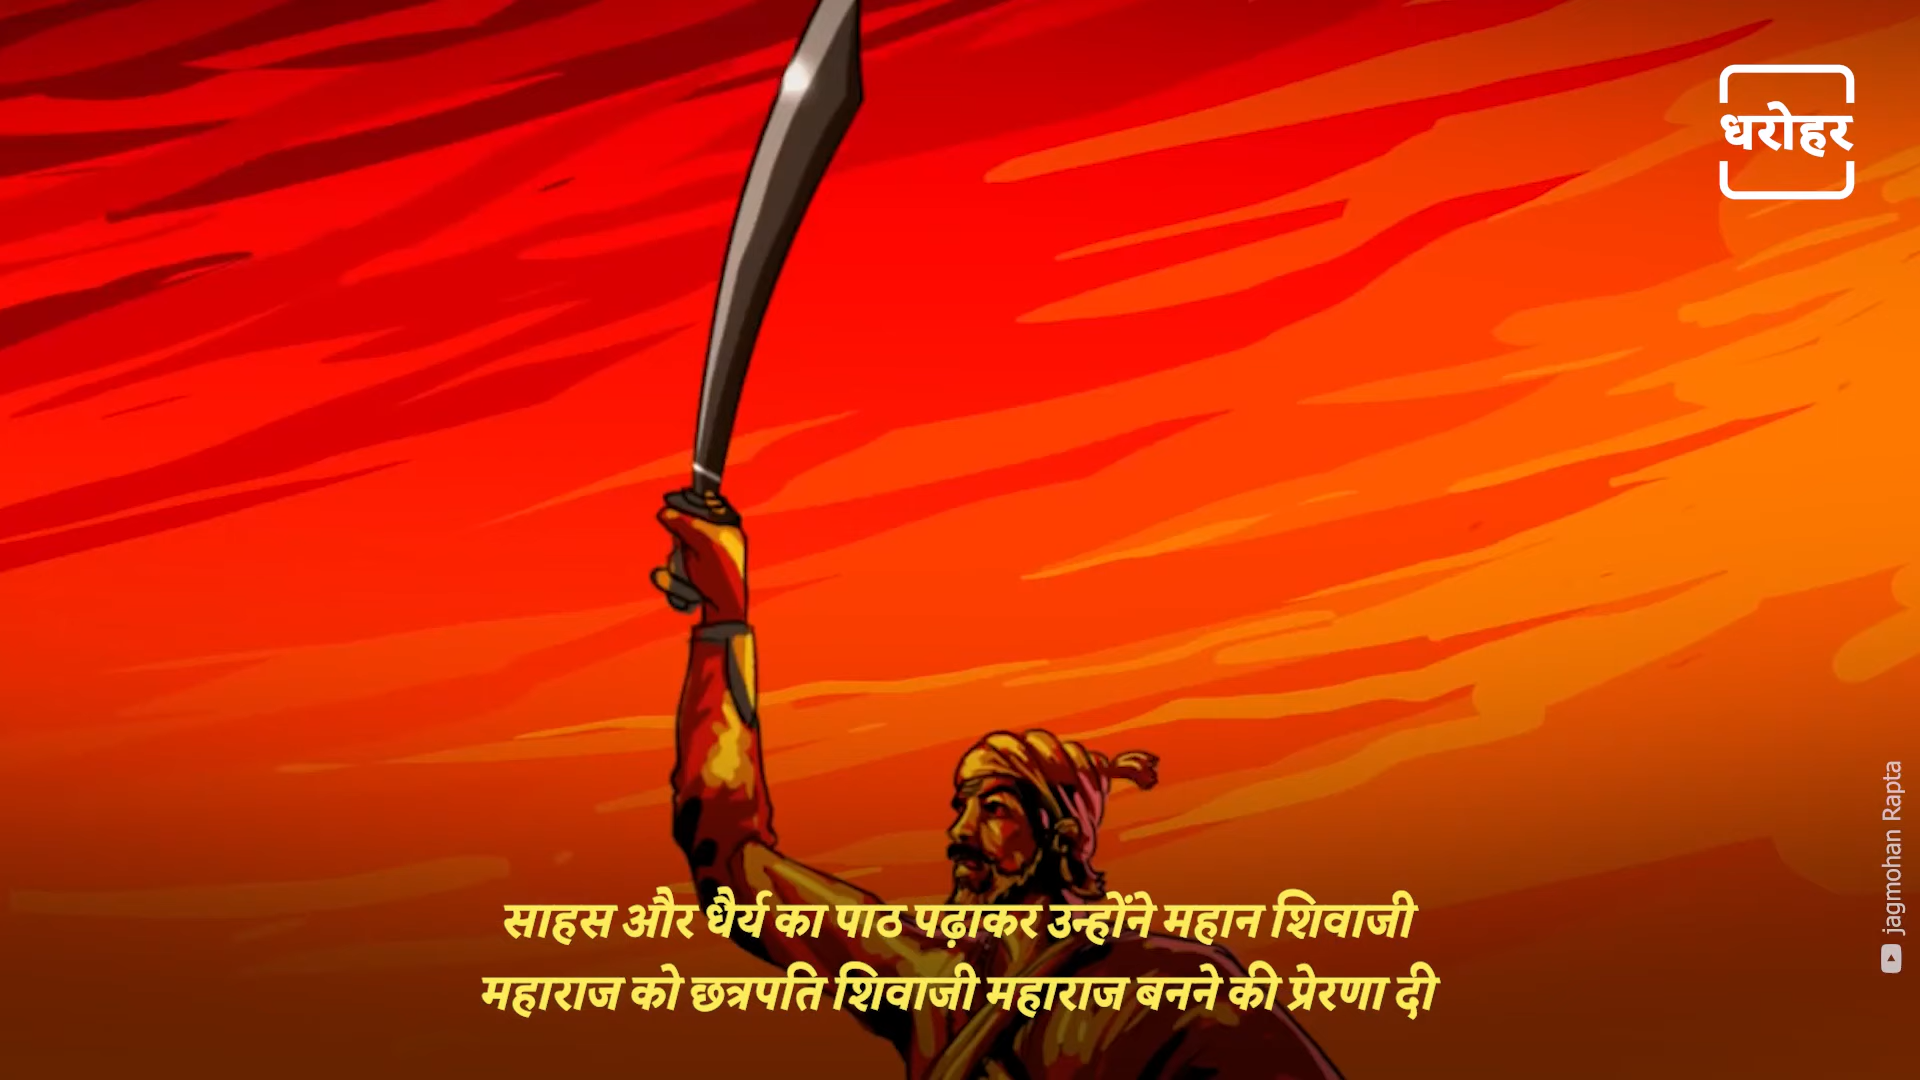 धरोहर
साहस और धैर्य का पाठ पढ़ाकर उन्होंने महान शिवाजी
महाराज को छत्रपति शिवाजी महाराज बनने की प्रेरणा दी
jagmohan Rapta